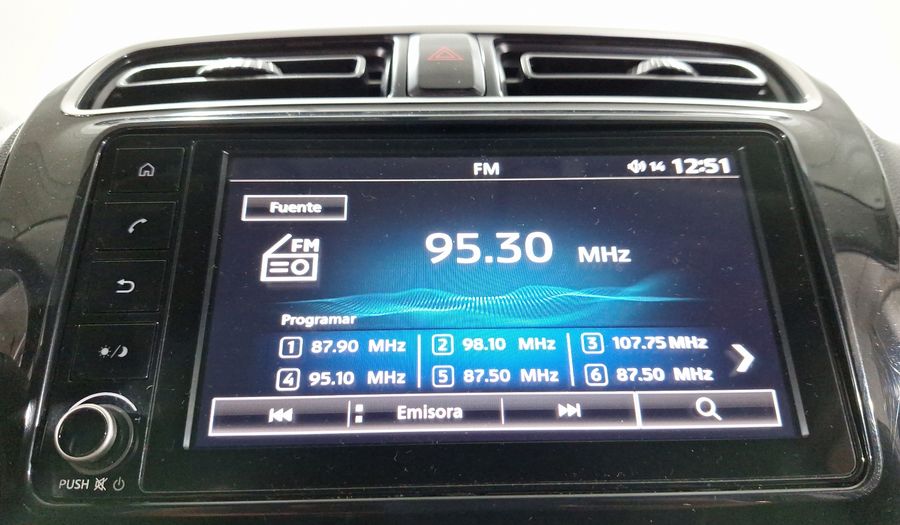 FM 14 12:51
Fuente
FM
95.30 MHz
Programar
1 87.90 MHz 2 98.10 MHz 3 107.75 MHz
4 95.10 MHz 5 87.50 MHz 6 87.50 MHz
Emisora
PUSH